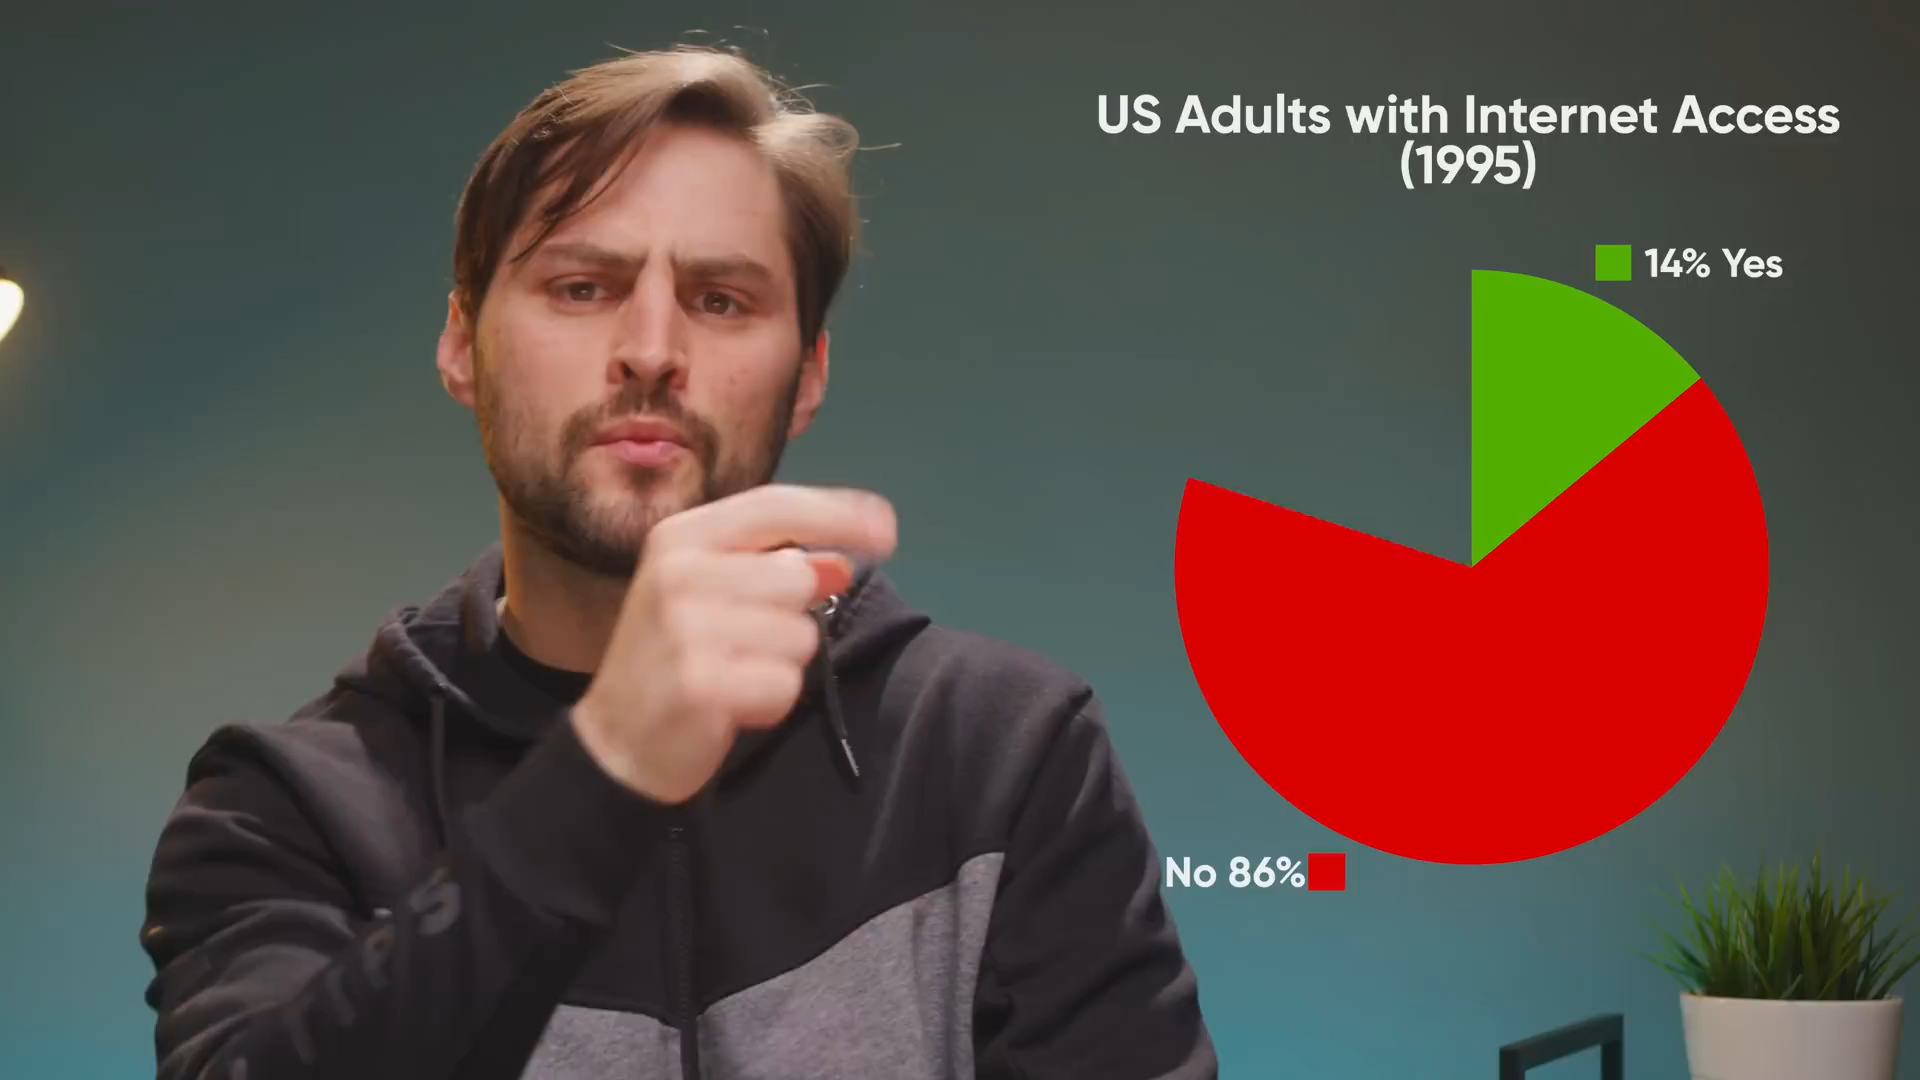 US Adults with Internet Access
(1995)
14% Yes
No 86%